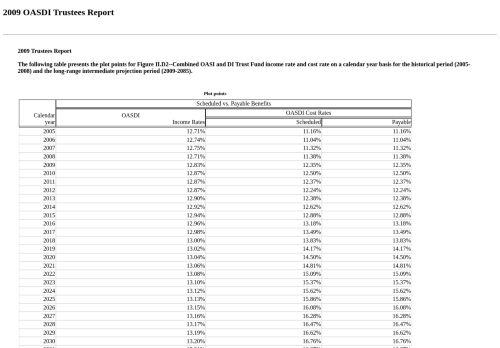 2009 OASDI Trustees Report
2009 Trustees Report
The following table presents the plot points for Figure II.D2--Combined OASI and DI Trust Fund income rate and cost rate on a calendar year basis for the historical period (2005-
2008) and the long-range intermediate projection period (2009-2085).
Plot points
Scheduled vs. Payable Benefits
Calendar year OASDI Income Rates OASDI Cost Rates
Scheduled Payable
2005 12.71% 11.16% 11.16%
2006 12.74% 11.04% 11.04%
2007 12.75% 11.32% 11.32%
2008 12.71% 11.38% 11.38%
2009 12.83% 12.35% 12.35%
2010 12.87% 12.50% 12.50%
2011 12.87% 12.37% 12.37%
2012 12.87% 12.24% 12.24%
2013 12.90% 12.38% 12.38%
2014 12.92% 12.62% 12.62%
2015 12.94% 12.88% 12.88%
2016 12.96% 13.18% 13.18%
2017 12.98% 13.49% 13.49%
2018 13.00% 13.83% 13.83%
2019 13.02% 14.17% 14.17%
2020 13.04% 14.50% 14.50%
2021 13.06% 14.81% 14.81%
2022 13.08% 15.09% 15.09%
2023 13.10% 15.37% 15.37%
2024 13.12% 15.62% 15.62%
2025 13.13% 15.86% 15.86%
2026 13.15% 16.08% 16.08%
2027 13.16% 16.28% 16.28%
2028 13.17% 16.47% 16.47%
2029 13.19% 16.62% 16.62%
2030 13.20% 16.76% 16.76%